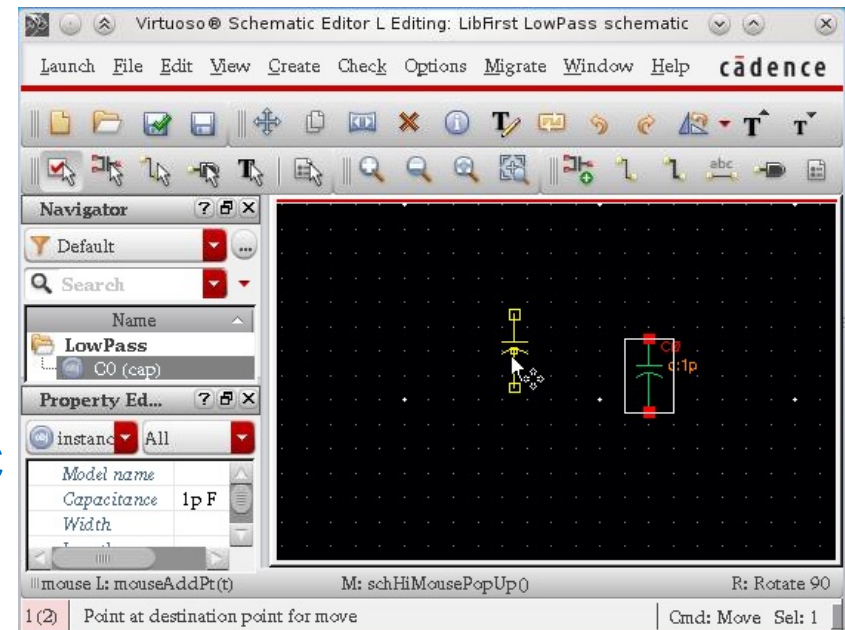 Virtuoso® Schematic Editor L Editing: LibFirst LowPass schematic
Launch File Edit View Create Check Options Migrate Window Help cādence
abc
Navigator
Default
Search
Name
LowPass
C0 (cap)
Property Ed...
instanc All
Model name
Capacitance 1p F
Width
C0
c:1p
mouse L: mouseAddPt(t) M: schHiMousePopUp() R: Rotate 90
1(2) Point at destination point for move Cmd: Move Sel: 1